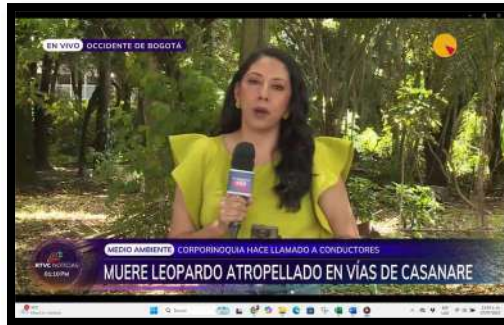 EN VIVO OCCIDENTE DE BOGOTÁ
MEDIO AMBIENTE CORPORINOQUIA HACE LLAMADO A CONDUCTORES
RTVC NOTICIAS
MUERE LEOPARDO ATROPELLADO EN VÍAS DE CASANARE